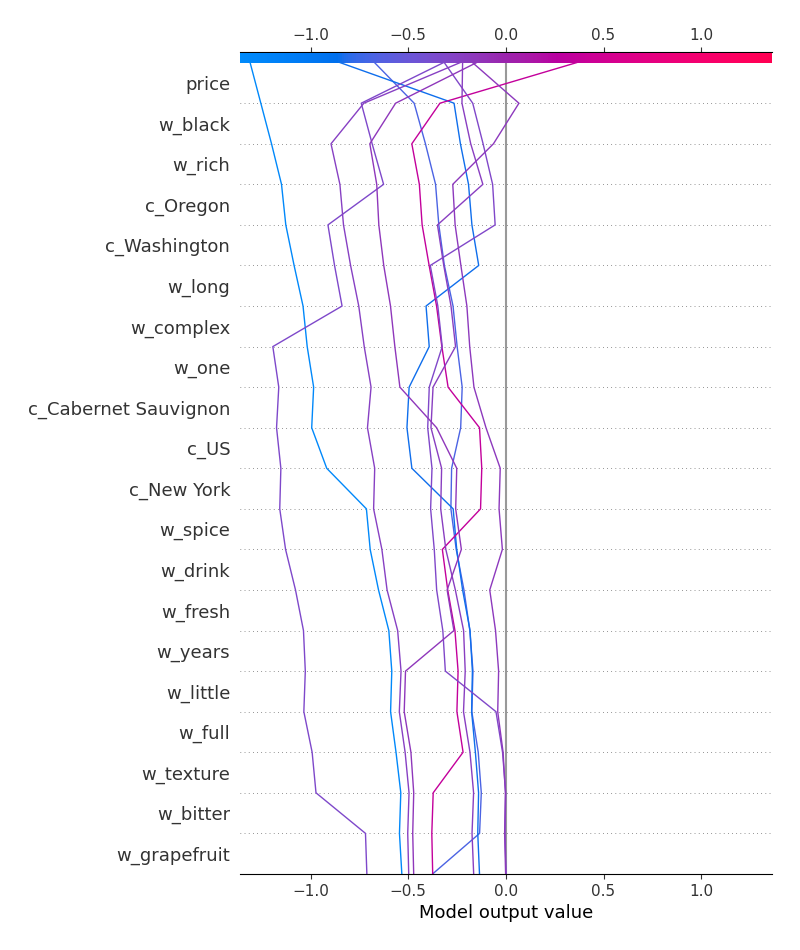 −1.0 −0.5 0.0 0.5 1.0
price
w_black
w_rich
c_Oregon
c_Washington
w_long
w_complex
w_one
c_Cabernet Sauvignon
c_US
c_New York
w_spice
w_drink
w_fresh
w_years
w_little
w_full
w_texture
w_bitter
w_grapefruit
−1.0 −0.5 0.0 0.5 1.0
Model output value